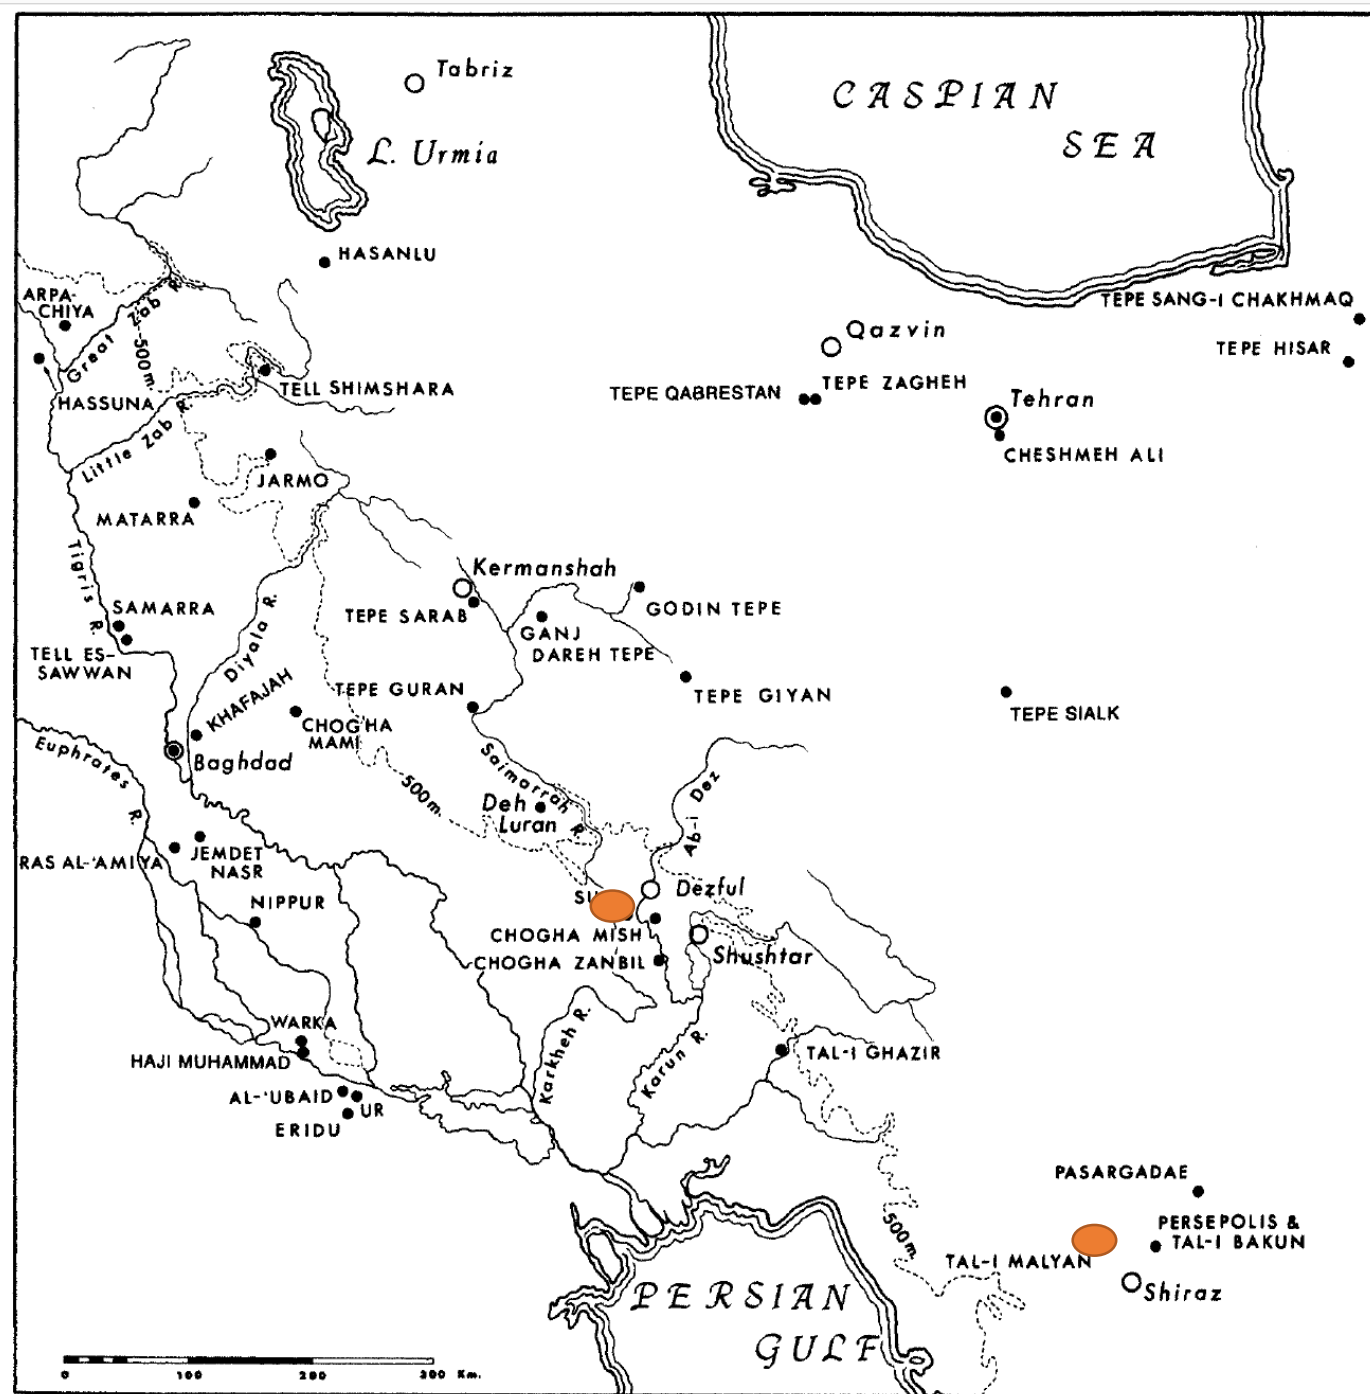 Tabriz
CASPIAN
SEA
L. Urmia
HASANLU
ARPA-
CHIYA
Great Zab R.
500m.
TEPE SANG-I CHAKHMAQ
Qazvin
TEPE HISAR
HASSUNA
TELL SHIMSHARA
TEPE QABRESTAN
TEPE ZAGHEH
Tehran
CHESHMEH ALI
Little Zab R.
JARMO
MATARRA
Tigris R.
Kermanshah
SAMARRA
TEPE SARAB
GODIN TEPE
GANJ
DAREH TEPE
TELL ES-
SAWWAN
Diyala R.
KHAFAJAH
TEPE GURAN
TEPE GIYAN
CHOGHA
MAMI
TEPE SIALK
Euphrates R.
Baghdad
500m.
Saimarrah R.
Deh
Luran
Ab-i Dez
RAS AL-'AMIYA
JEMDET
NASR
NIPPUR
Dezful
CHOGHA MISH
CHOGHA ZANBIL
Shushtar
WARKA
HAJI MUHAMMAD
Karkheh R.
Karun R.
TAL-I GHAZIR
AL-'UBAID
UR
ERIDU
PASARGADAE
500m.
PERSEPOLIS &
TAL-I BAKUN
TAL-I MALYAN
Shiraz
PERSIAN
GULF
0 100 200 300 Km.